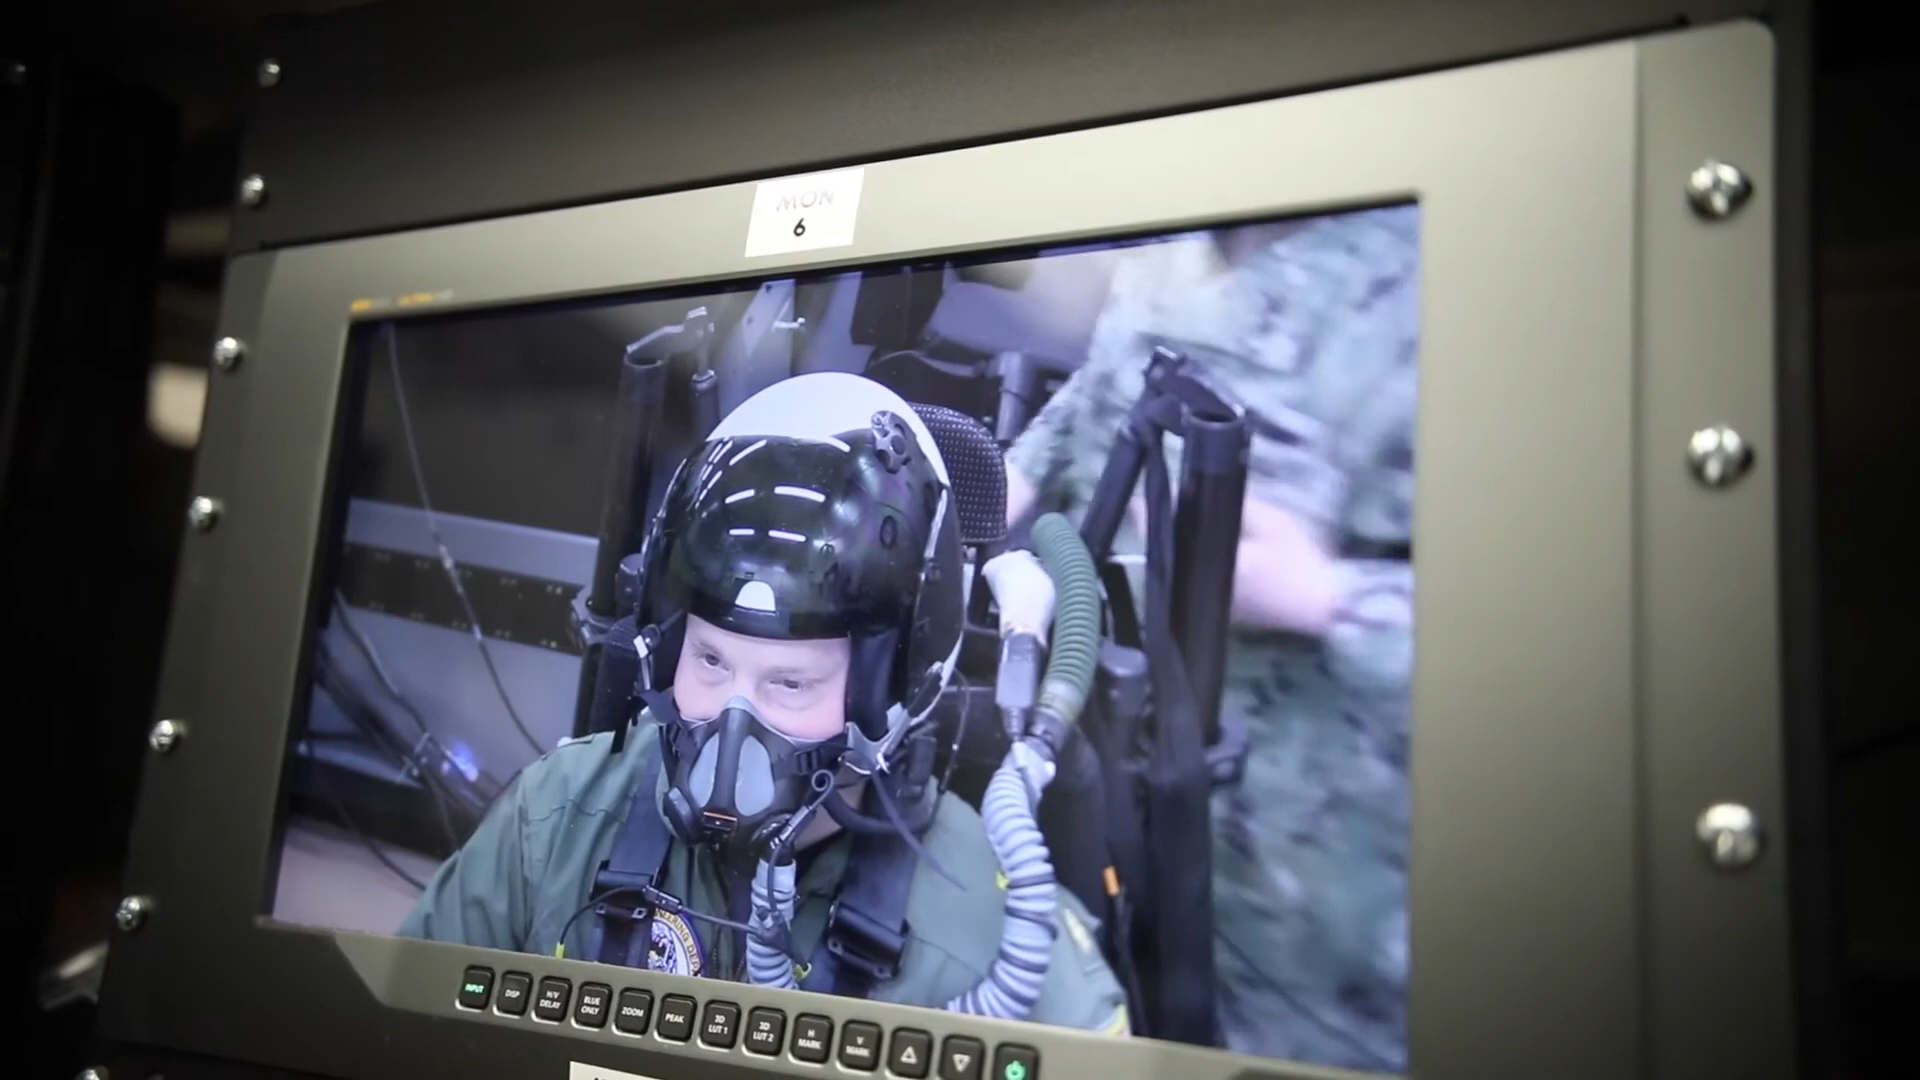 MON
6
INPUT
DISP
H/V
DELAY
BLUE
ONLY
ZOOM
PEAK
3D
LUT 1
3D
LUT 2
H
MARK
V
MARK